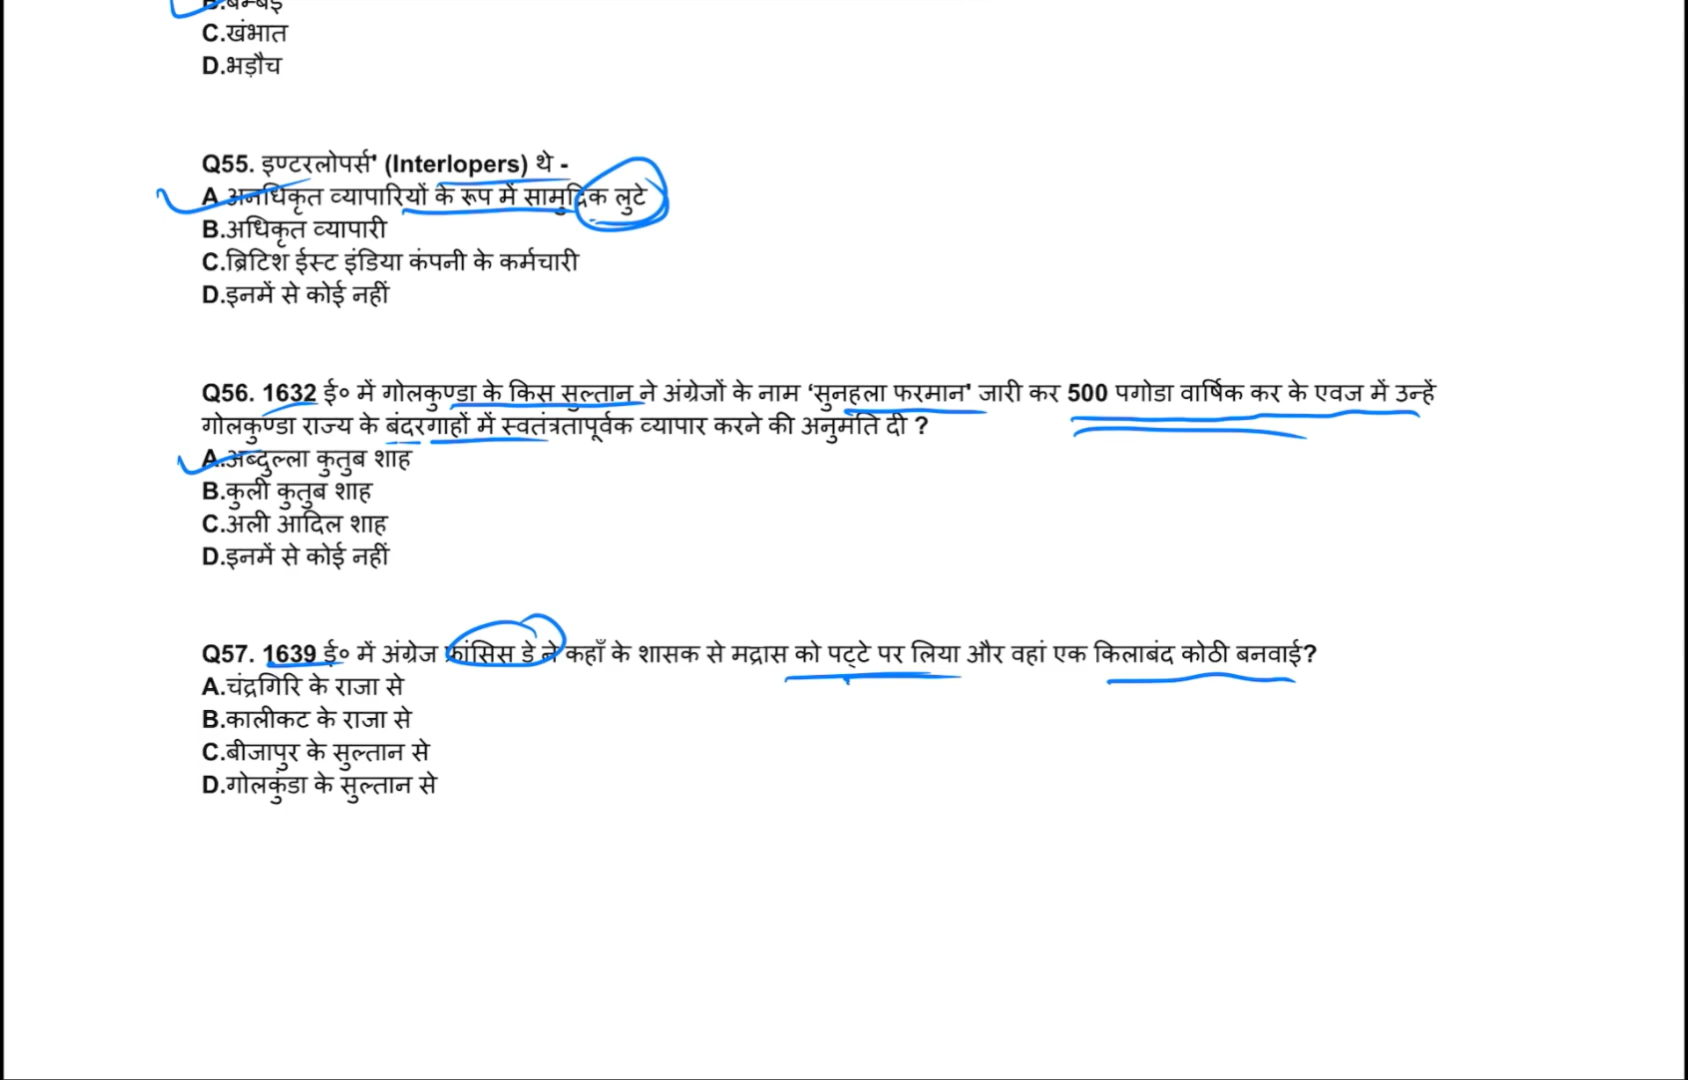 B.बम्बई
C.खंभात
D.भड़ौच
Q55. इण्टरलोपर्स' (Interlopers) थे -
A.अनधिकृत व्यापारियों के रूप में सामुद्रिक लुटे
B.अधिकृत व्यापारी
C.ब्रिटिश ईस्ट इंडिया कंपनी के कर्मचारी
D.इनमें से कोई नहीं
Q56. 1632 ई० में गोलकुण्डा के किस सुल्तान ने अंग्रेजों के नाम ‘सुनहला फरमान' जारी कर 500 पगोडा वार्षिक कर के एवज में उन्हें
गोलकुण्डा राज्य के बंदरगाहों में स्वतंत्रतापूर्वक व्यापार करने की अनुमति दी ?
A.अब्दुल्ला कुतुब शाह
B.कुली कुतुब शाह
C.अली आदिल शाह
D.इनमें से कोई नहीं
Q57. 1639 ई० में अंग्रेज फ्रांसिस डे ने कहाँ के शासक से मद्रास को पट्टे पर लिया और वहां एक किलाबंद कोठी बनवाई?
A.चंद्रगिरि के राजा से
B.कालीकट के राजा से
C.बीजापुर के सुल्तान से
D.गोलकुंडा के सुल्तान से